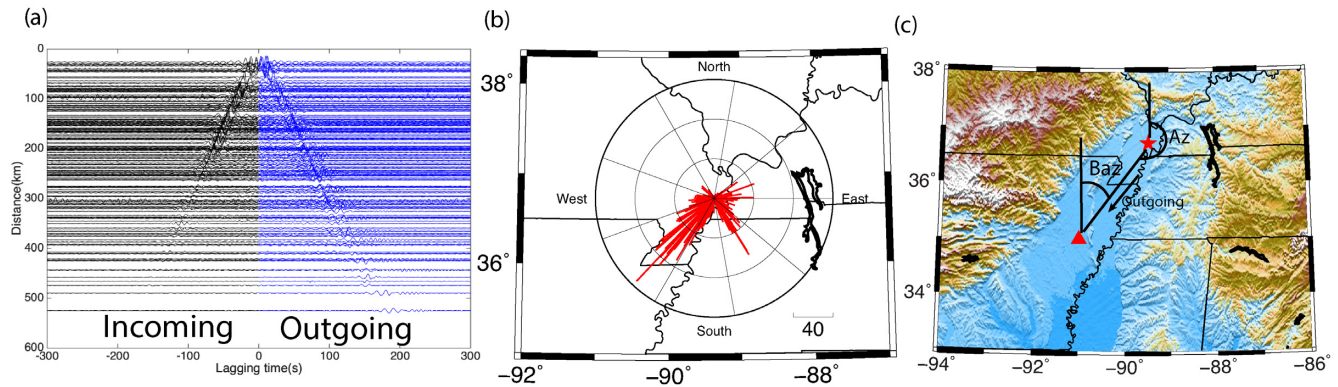 (a)
0
100
200
300
400
500
600
Distance(km)
Incoming Outgoing
-300 -200 -100 0 100 200 300
Lagging time(s)
(b)
38°
36°
North
West
East
South
40
−92° −90° −88°
(c)
38°
36°
34°
Az
Baz
Outgoing
−94° −92° −90° −88° −86°